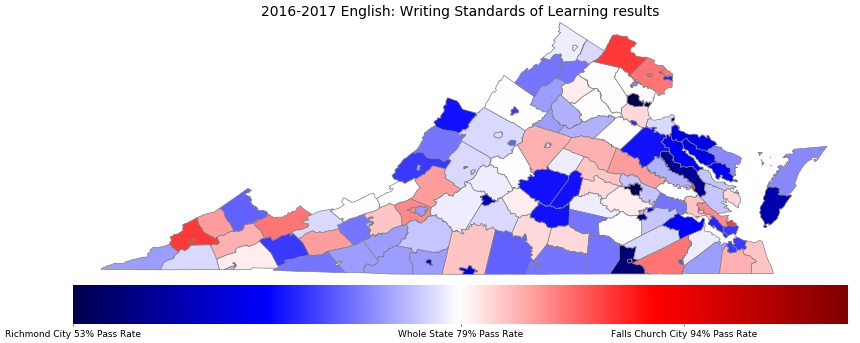 2016-2017 English: Writing Standards of Learning results
Richmond City 53% Pass Rate
Whole State 79% Pass Rate
Falls Church City 94% Pass Rate